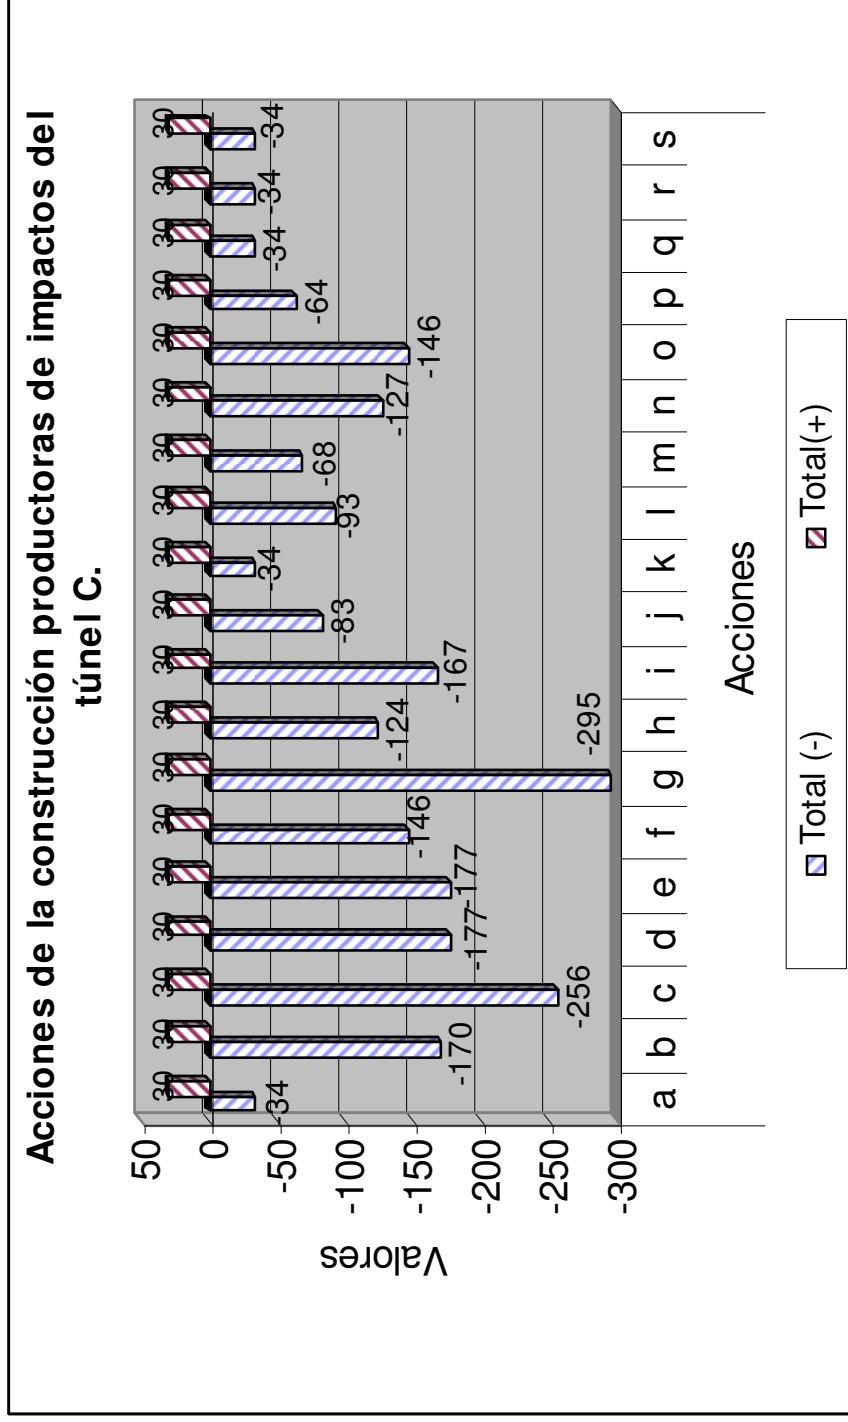 Acciones de la construcción productoras de impactos del
túnel C.
50
0
-50
-100
-150
-200
-250
-300
Valores
30 30 30 30 30 30 30 30 30 30 30 30 30 30 30 30 30 30 30
-34 -170 -256 -177 -177 -146 -295 -124 -167 -83 -34 -93 -68 -127 -146 -64 -34 -34 -34
a b c d e f g h i j k l m n o p q r s
Acciones
Total (-) Total(+)